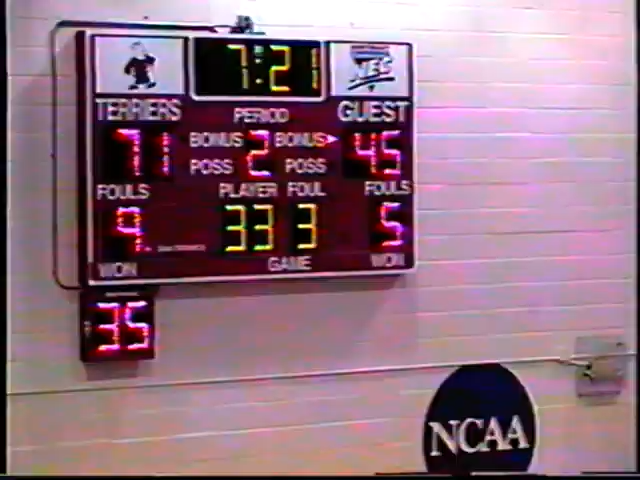 7:21
NEC
TERRIERS PERIOD GUEST
71 BONUS 2 BONUS 45
POSS POSS
FOULS PLAYER FOUL FOULS
9 33 3 5
WON GAME WON
35
NCAA